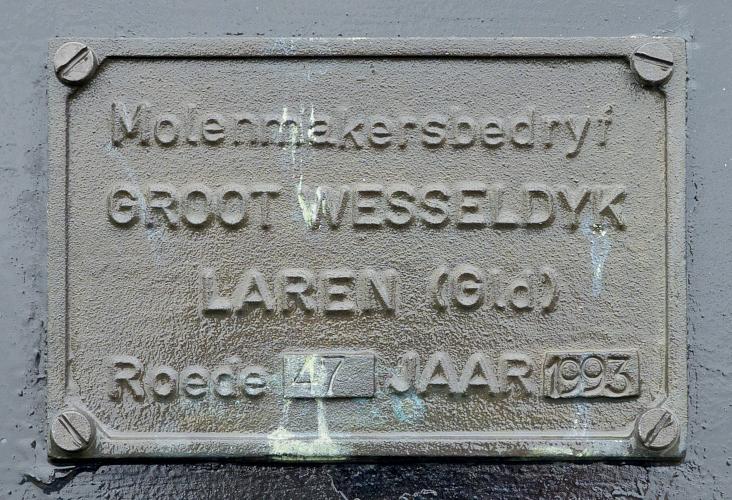 Molenmakersbedryf
GROOT WESSELDYK
LAREN (Gld)
Roede 47 JAAR 1993